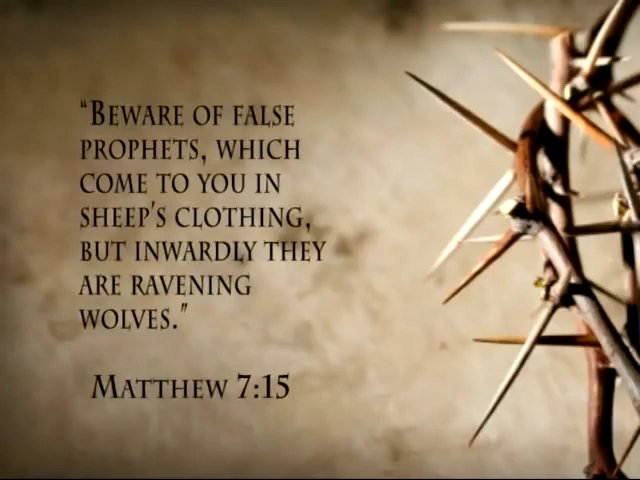 “Beware of false
prophets, which
come to you in
sheep's clothing,
but inwardly they
are ravening
wolves.”
Matthew 7:15